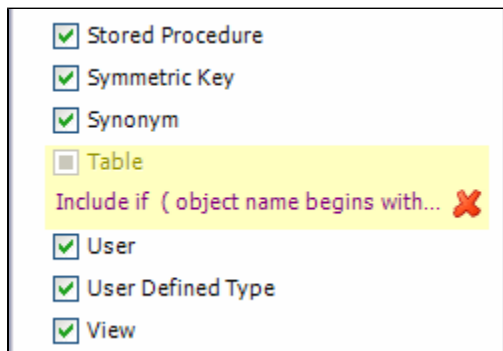 Stored Procedure
Symmetric Key
Synonym
Table
Include if ( object name begins with...
User
User Defined Type
View